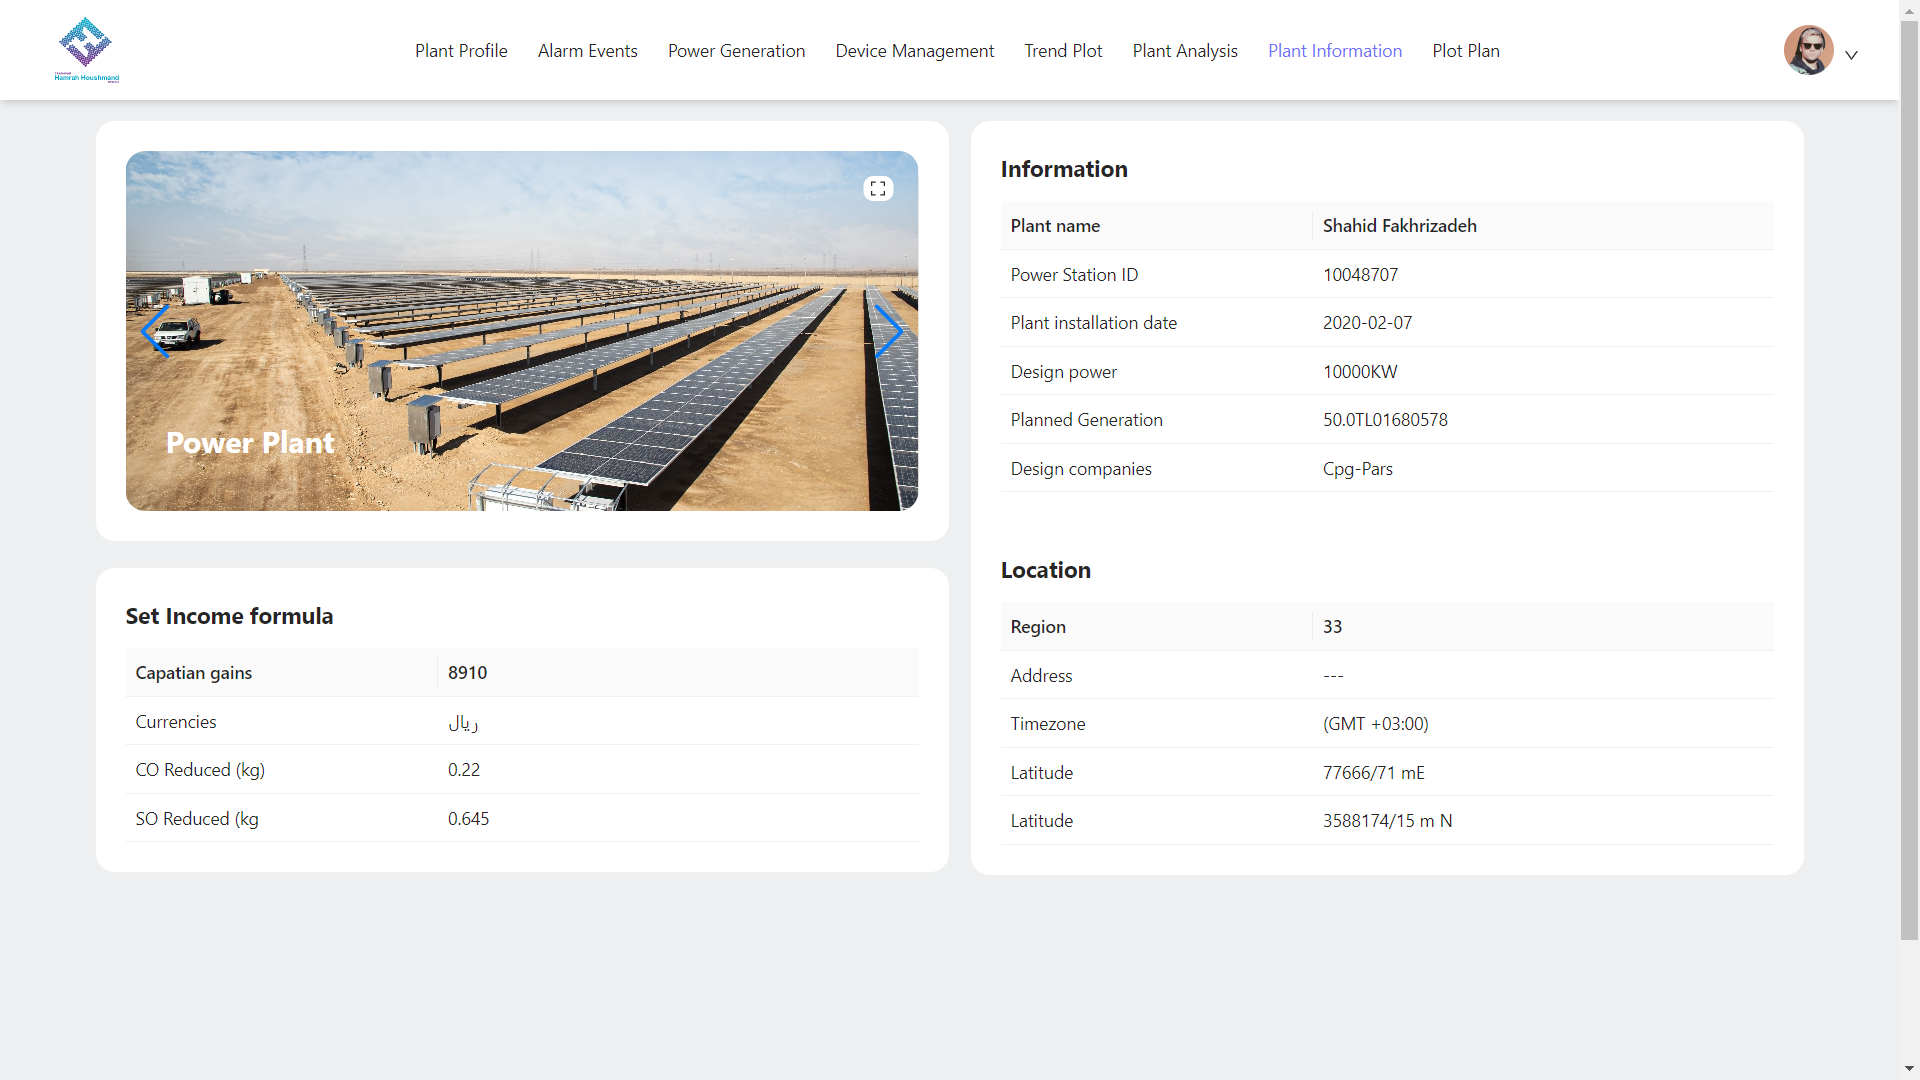 Hamrah Houshmand
Plant Profile Alarm Events Power Generation Device Management Trend Plot Plant Analysis Plant Information Plot Plan
Power Plant
Set Income formula
Capatian gains 8910
Currencies ریال
CO Reduced (kg) 0.22
SO Reduced (kg 0.645
Information
Plant name Shahid Fakhrizadeh
Power Station ID 10048707
Plant installation date 2020-02-07
Design power 10000KW
Planned Generation 50.0TL01680578
Design companies Cpg-Pars
Location
Region 33
Address ---
Timezone (GMT +03:00)
Latitude 77666/71 mE
Latitude 3588174/15 m N